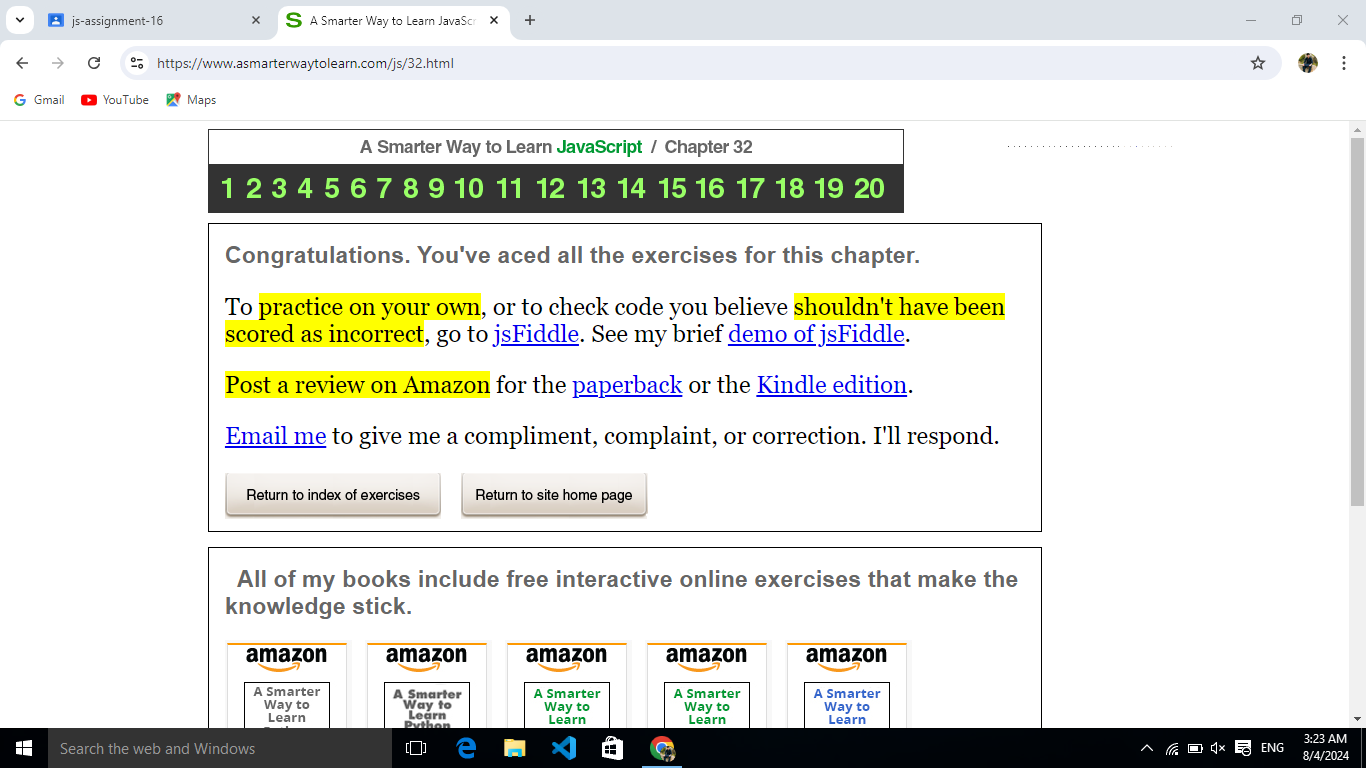 js-assignment-16
A Smarter Way to Learn JavaSc
https://www.asmarterwaytolearn.com/js/32.html
Gmail YouTube Maps
A Smarter Way to Learn JavaScript / Chapter 32
1 2 3 4 5 6 7 8 9 10 11 12 13 14 15 16 17 18 19 20
Congratulations. You've aced all the exercises for this chapter.
To practice on your own, or to check code you believe shouldn't have been
scored as incorrect, go to jsFiddle. See my brief demo of jsFiddle.
Post a review on Amazon for the paperback or the Kindle edition.
Email me to give me a compliment, complaint, or correction. I'll respond.
Return to index of exercises Return to site home page
All of my books include free interactive online exercises that make the
knowledge stick.
amazon amazon amazon amazon amazon
A Smarter A Smarter A Smarter A Smarter A Smarter
Way to Way to Way to Way to Way to
Learn Learn Learn Learn Learn
Python
Search the web and Windows
ENG
3:23 AM
8/4/2024